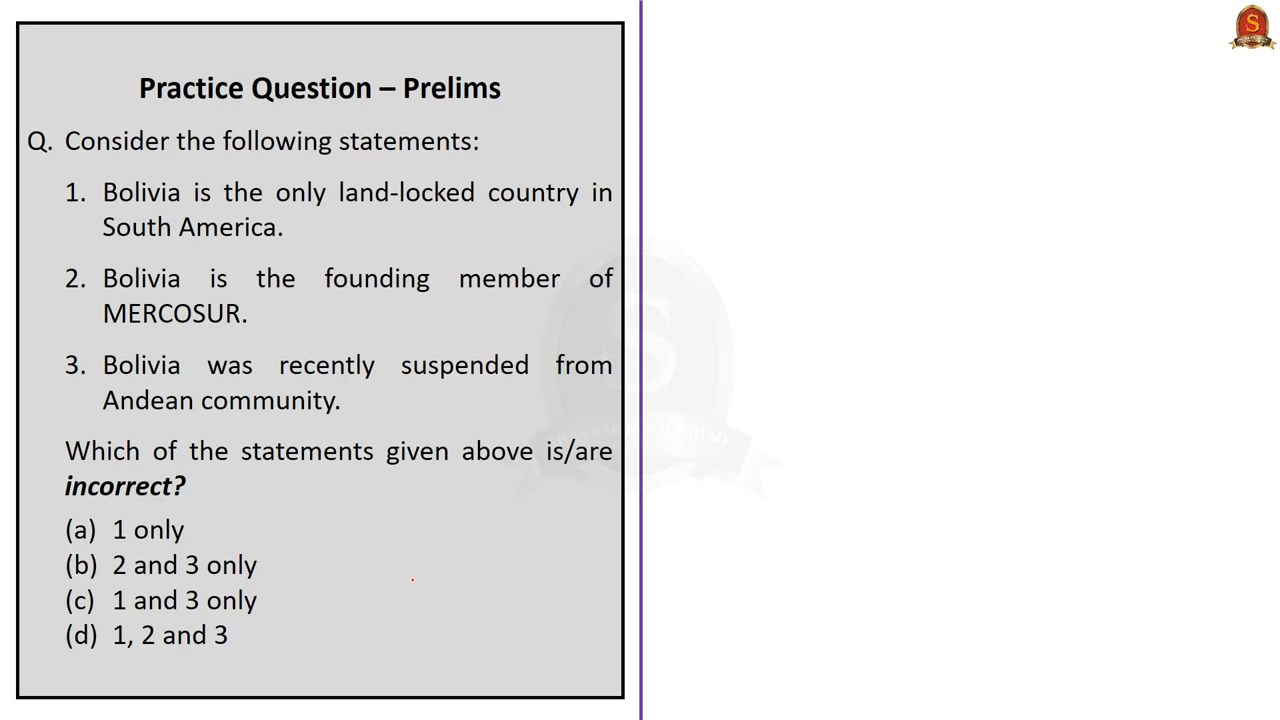 Practice Question – Prelims
Q. Consider the following statements:
1. Bolivia is the only land-locked country in
South America.
2. Bolivia is the founding member of
MERCOSUR.
3. Bolivia was recently suspended from
Andean community.
Which of the statements given above is/are
incorrect?
(a) 1 only
(b) 2 and 3 only
(c) 1 and 3 only
(d) 1, 2 and 3
S
S